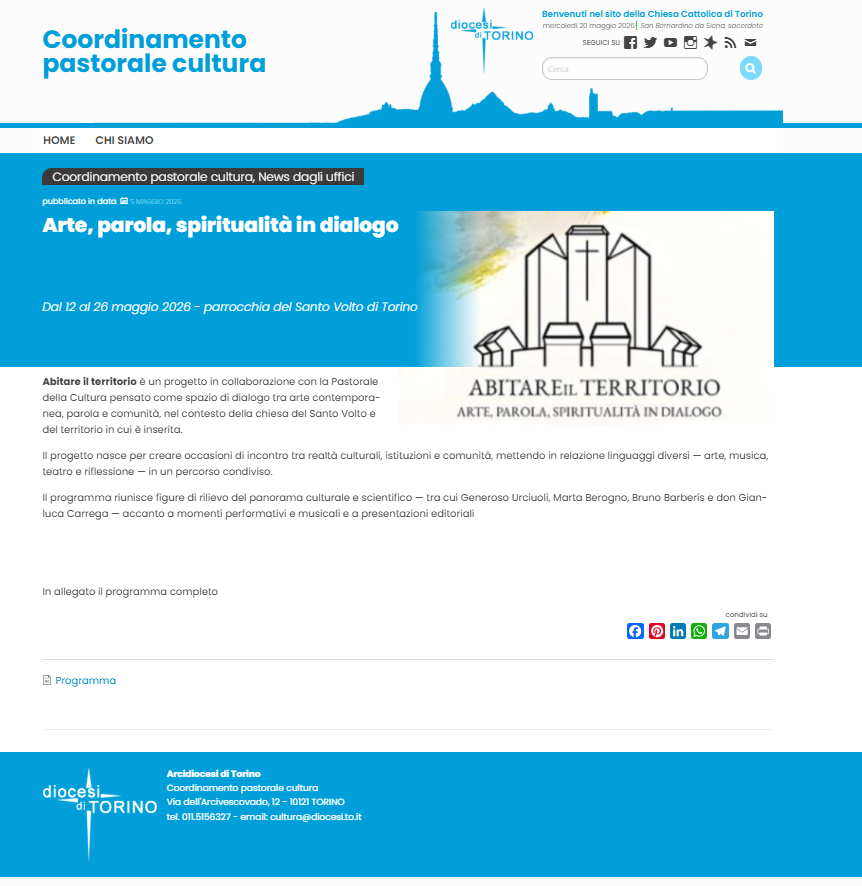 Coordinamento
pastorale cultura
diocesi
di TORINO
Benvenuti nel sito della Chiesa Cattolica di Torino
mercoledì 20 maggio 2026 | San Bernardino da Siena, sacerdote
SEGUICI SU
Cerca
HOME CHI SIAMO
Coordinamento pastorale cultura, News dagli uffici
pubblicato in data 5 MAGGIO 2026
Arte, parola, spiritualità in dialogo
Dal 12 al 26 maggio 2026 - parrocchia del Santo Volto di Torino
ABITARE IL TERRITORIO
ARTE, PAROLA, SPIRITUALITÀ IN DIALOGO
Abitare il territorio è un progetto in collaborazione con la Pastorale
della Cultura pensato come spazio di dialogo tra arte contempora-
nea, parola e comunità, nel contesto della chiesa del Santo Volto e
del territorio in cui è inserita.
Il progetto nasce per creare occasioni di incontro tra realtà culturali, istituzioni e comunità, mettendo in relazione linguaggi diversi — arte, musica,
teatro e riflessione — in un percorso condiviso.
Il programma riunisce figure di rilievo del panorama culturale e scientifico — tra cui Generoso Urciuoli, Marta Berogno, Bruno Barberis e don Gian-
luca Carrega — accanto a momenti performativi e musicali e a presentazioni editoriali
In allegato il programma completo
condividi su
Programma
diocesi
di TORINO
Arcidiocesi di Torino
Coordinamento pastorale cultura
Via dell'Arcivescovado, 12 - 10121 TORINO
tel. 011.5156327 - email: cultura@diocesi.to.it